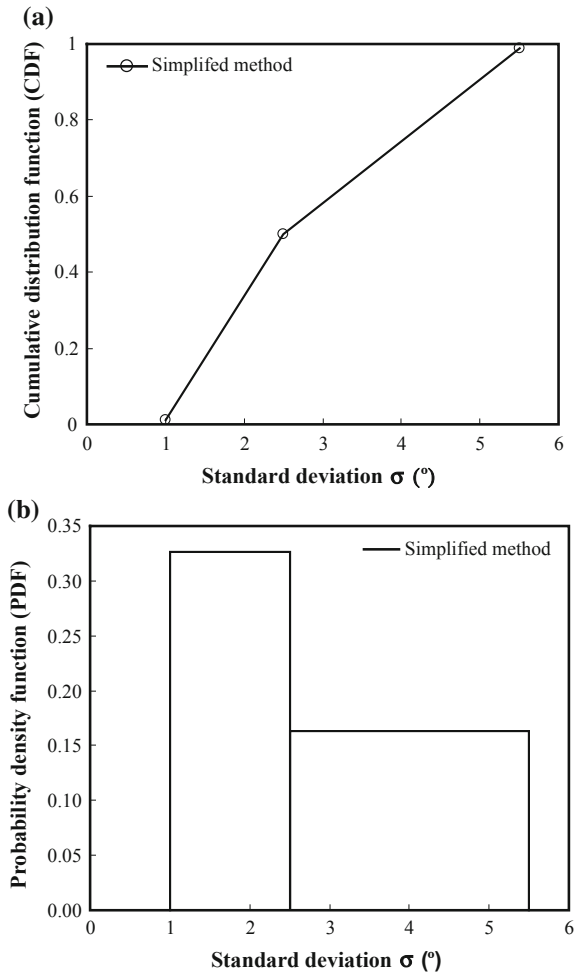 (a)
1
0.8
0.6
0.4
0.2
0
Cumulative distribution function (CDF)
Simplifed method
0 1 2 3 4 5 6
Standard deviation σ (º)
(b)
0.35
0.30
0.25
0.20
0.15
0.10
0.05
0.00
Probability density function (PDF)
Simplified method
0 1 2 3 4 5 6
Standard deviation σ (º)